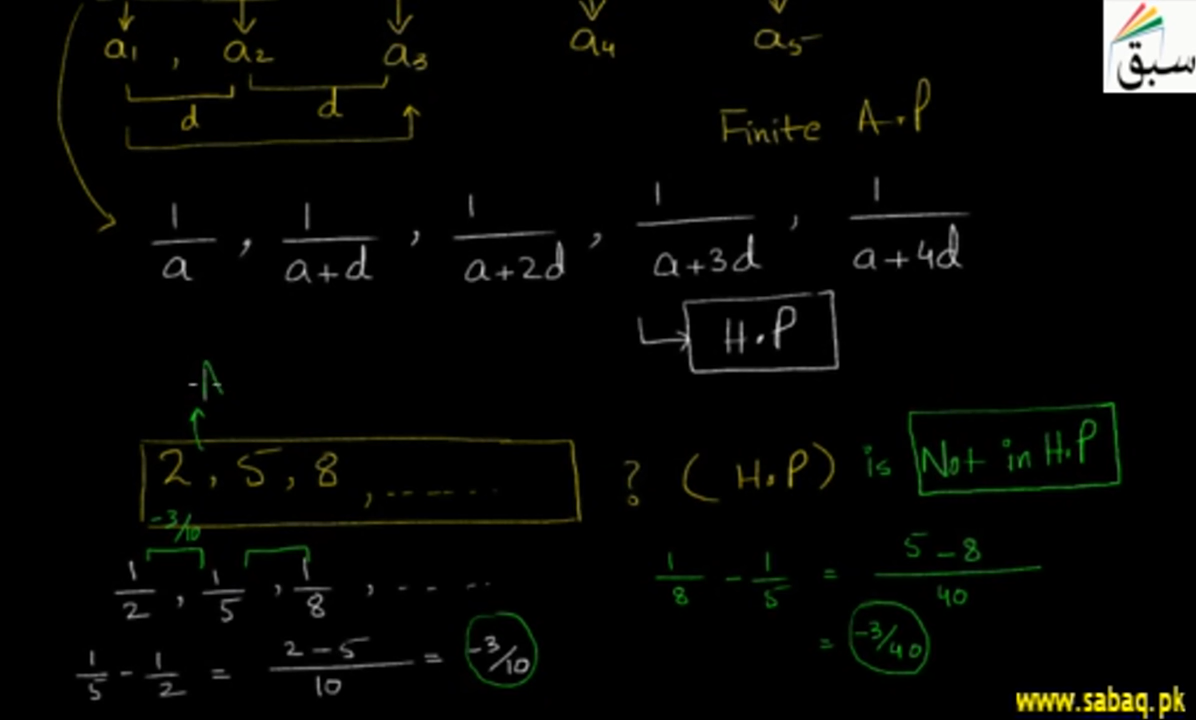 a₁ , a₂ a₃ a₄ a₅
سبق
d d
Finite A.P
1/a , 1/a+d , 1/a+2d , 1/a+3d , 1/a+4d
H.P
2, 5, 8, ------- ? (H.P) is Not in H.P
-3/10
1/2 , 1/5 , 1/8 , - - - - -
1/8 - 1/5 = 5-8/40
1/5 - 1/2 = 2-5/10 = -3/10
= -3/40
www.sabaq.pk